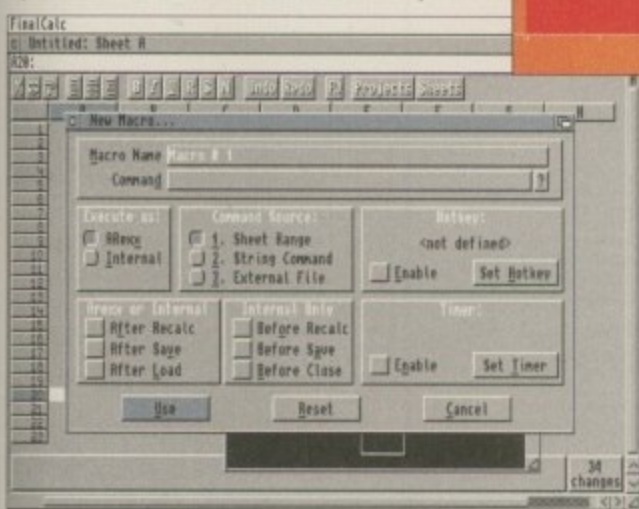 FinalCalc
Untitled: Sheet A
A20:
Undo Redo Projects Sheets
New Macro...
Macro Name Macro # 1
Command ?
Execute as:
ARexx
Internal
Command Source:
1. Sheet Range
2. String Command
3. External File
Hotkey:
<not defined>
Enable Set Hotkey
Arexx or Internal
After Recalc
After Save
After Load
Internal Only
Before Recalc
Before Save
Before Close
Timer:
Enable Set Timer
Use Reset Cancel
34
changes